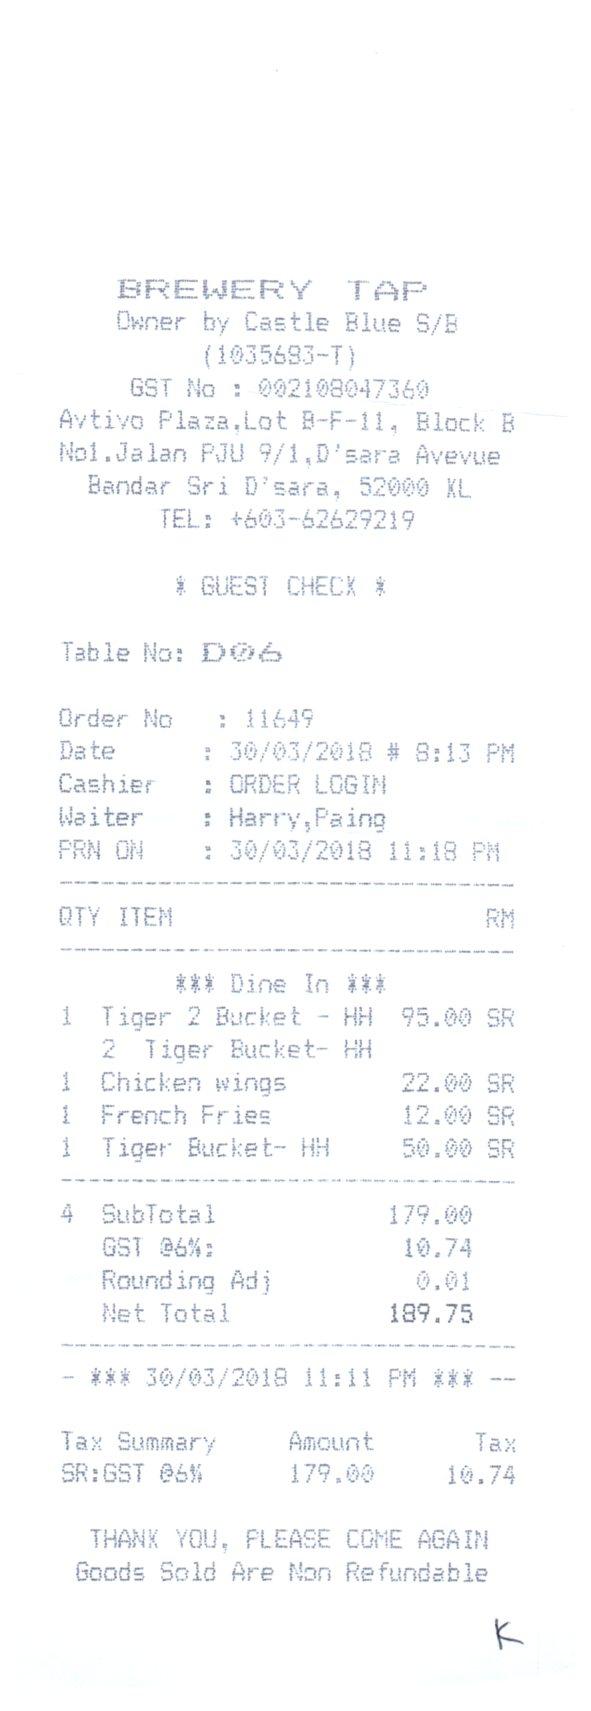 BREWERY TAP
Owner by Castle Blue S/B
(1035683-T)
GST No : 002108047360
Avtivo Plaza,Lot B-F-11, Block B
No1.Jalan PJU 9/1,D'sara Avevue
Bandar Sri D'sara, 52000 KL
TEL: +603-62629219
* GUEST CHECK *
Table No: D06
Order No : 11649
Date : 30/03/2018 # 8:13 PM
Cashier : ORDER LOGIN
Waiter : Harry,Paing
PRN ON : 30/03/2018 11:18 PM
QTY ITEM RM
*** Dine In ***
1 Tiger 2 Bucket - HH 95.00 SR
2 Tiger Bucket- HH
1 Chicken wings 22.00 SR
1 French Fries 12.00 SR
1 Tiger Bucket- HH 50.00 SR
4 SubTotal 179.00
GST @6%: 10.74
Rounding Adj 0.01
Net Total 189.75
- *** 30/03/2018 11:11 PM *** --
Tax Summary Amount Tax
SR:GST @6% 179.00 10.74
THANK YOU, PLEASE COME AGAIN
Goods Sold Are Non Refundable
K